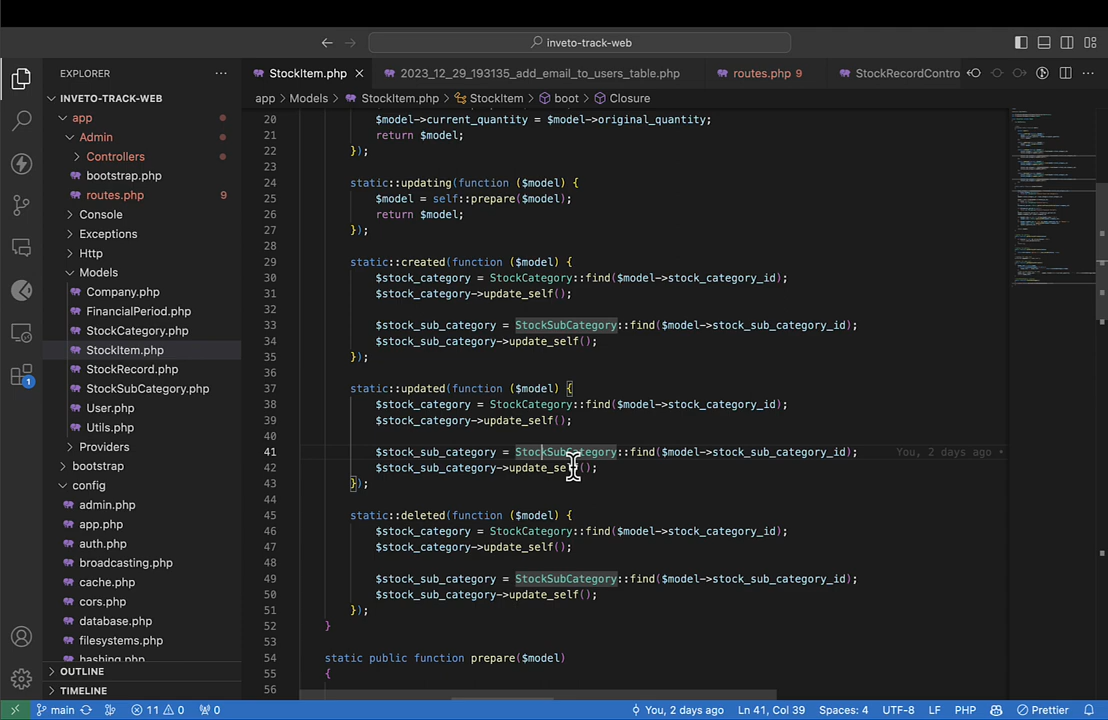 inveto-track-web
EXPLORER
StockItem.php
2023_12_29_193135_add_email_to_users_table.php
routes.php 9
StockRecordContro
INVETO-TRACK-WEB
app > Models > StockItem.php > StockItem > boot > Closure
app
Admin
Controllers
bootstrap.php
routes.php 9
Console
Exceptions
Http
Models
Company.php
FinancialPeriod.php
StockCategory.php
StockItem.php
StockRecord.php
StockSubCategory.php
User.php
Utils.php
Providers
bootstrap
config
admin.php
app.php
auth.php
broadcasting.php
cache.php
cors.php
database.php
filesystems.php
hashing.php
OUTLINE
TIMELINE
1
20 $model->current_quantity = $model->original_quantity;
21 return $model;
22 });
23
24 static::updating(function ($model) {
25 $model = self::prepare($model);
26 return $model;
27 });
28
29 static::created(function ($model) {
30 $stock_category = StockCategory::find($model->stock_category_id);
31 $stock_category->update_self();
32
33 $stock_sub_category = StockSubCategory::find($model->stock_sub_category_id);
34 $stock_sub_category->update_self();
35 });
36
37 static::updated(function ($model) {
38 $stock_category = StockCategory::find($model->stock_category_id);
39 $stock_category->update_self();
40
41 $stock_sub_category = StockSubCategory::find($model->stock_sub_category_id); You, 2 days ago •
42 $stock_sub_category->update_self();
43 });
44
45 static::deleted(function ($model) {
46 $stock_category = StockCategory::find($model->stock_category_id);
47 $stock_category->update_self();
48
49 $stock_sub_category = StockSubCategory::find($model->stock_sub_category_id);
50 $stock_sub_category->update_self();
51 });
52 }
53
54 static public function prepare($model)
55 {
56
main 11 0 0 You, 2 days ago Ln 41, Col 39 Spaces: 4 UTF-8 LF PHP Prettier